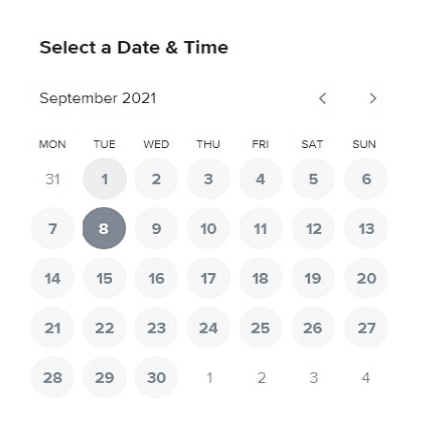 Select a Date & Time
September 2021
MON TUE WED THU FRI SAT SUN
31 1 2 3 4 5 6
7 8 9 10 11 12 13
14 15 16 17 18 19 20
21 22 23 24 25 26 27
28 29 30 1 2 3 4